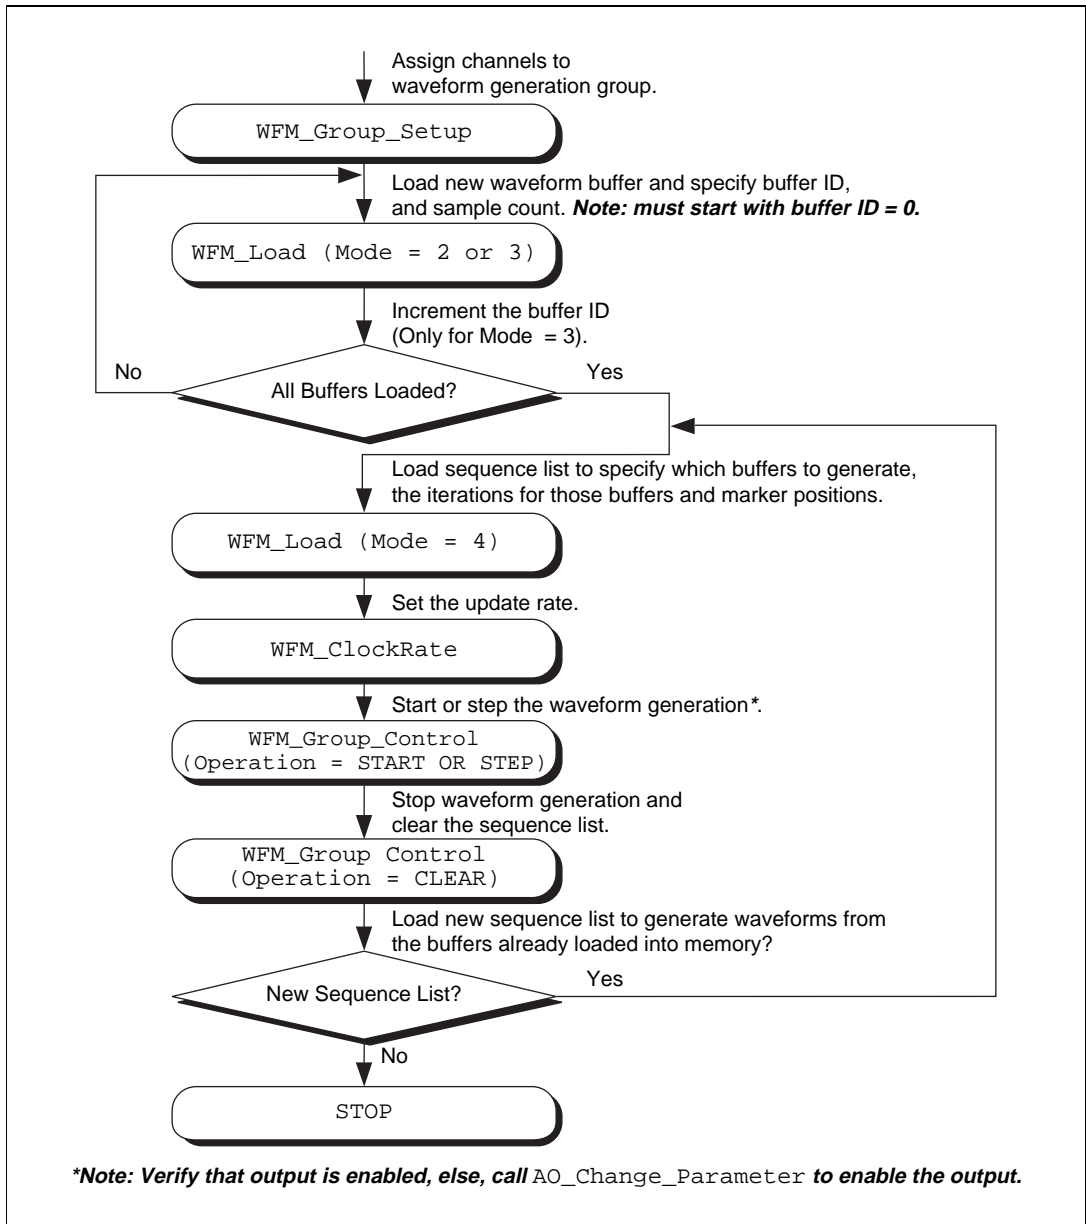 Assign channels to
waveform generation group.
WFM_Group_Setup
Load new waveform buffer and specify buffer ID,
and sample count. Note: must start with buffer ID = 0.
WFM_Load (Mode = 2 or 3)
Increment the buffer ID
(Only for Mode = 3).
No
Yes
All Buffers Loaded?
Load sequence list to specify which buffers to generate,
the iterations for those buffers and marker positions.
WFM_Load (Mode = 4)
Set the update rate.
WFM_ClockRate
Start or step the waveform generation*.
WFM_Group_Control
(Operation = START OR STEP)
Stop waveform generation and
clear the sequence list.
WFM_Group Control
(Operation = CLEAR)
Load new sequence list to generate waveforms from
the buffers already loaded into memory?
Yes
New Sequence List?
No
STOP
*Note: Verify that output is enabled, else, call AO_Change_Parameter to enable the output.